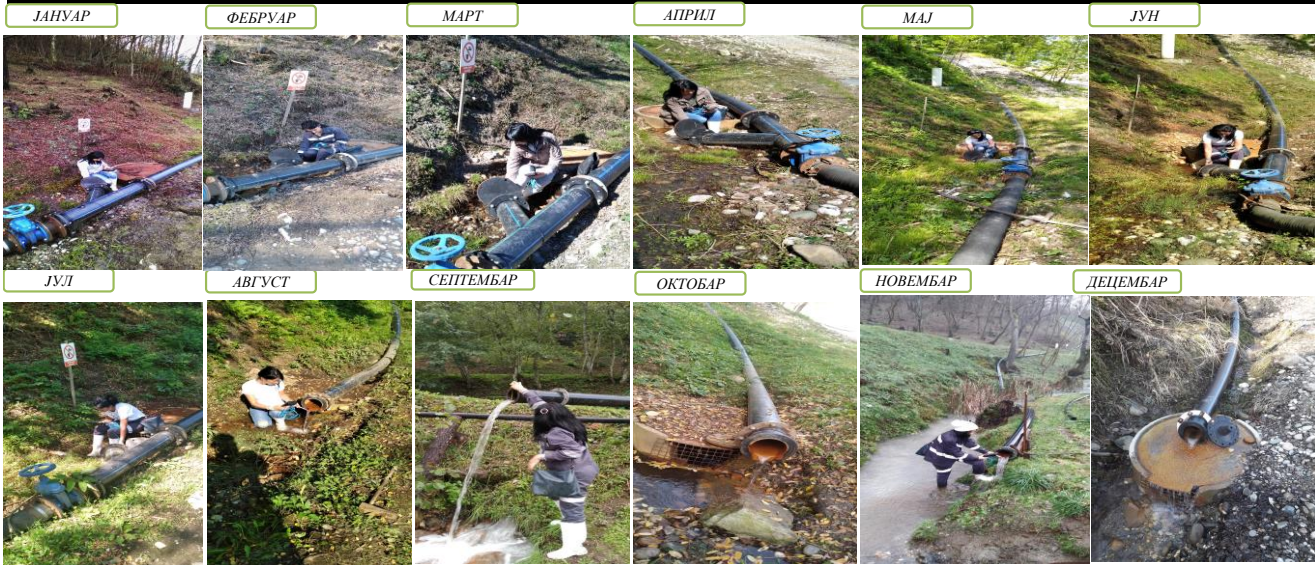 ЈАНУАР
ФЕБРУАР
МАРТ
АПРИЛ
МАЈ
ЈУН
ЈУЛ
АВГУСТ
СЕПТЕМБАР
ОКТОБАР
НОВЕМБАР
ДЕЦЕМБАР